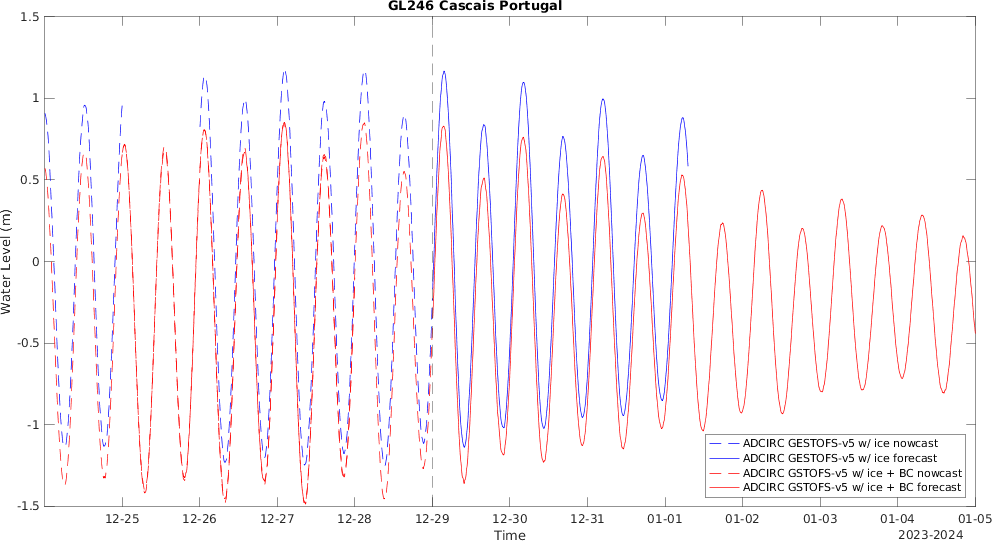 GL246 Cascais Portugal
1.5
1
0.5
0
-0.5
-1
-1.5
Water Level (m)
12-25 12-26 12-27 12-28 12-29 12-30 12-31 01-01 01-02 01-03 01-04 01-05
Time
2023-2024
ADCIRC GESTOFS-v5 w/ ice nowcast
ADCIRC GESTOFS-v5 w/ ice forecast
ADCIRC GSTOFS-v5 w/ ice + BC nowcast
ADCIRC GSTOFS-v5 w/ ice + BC forecast